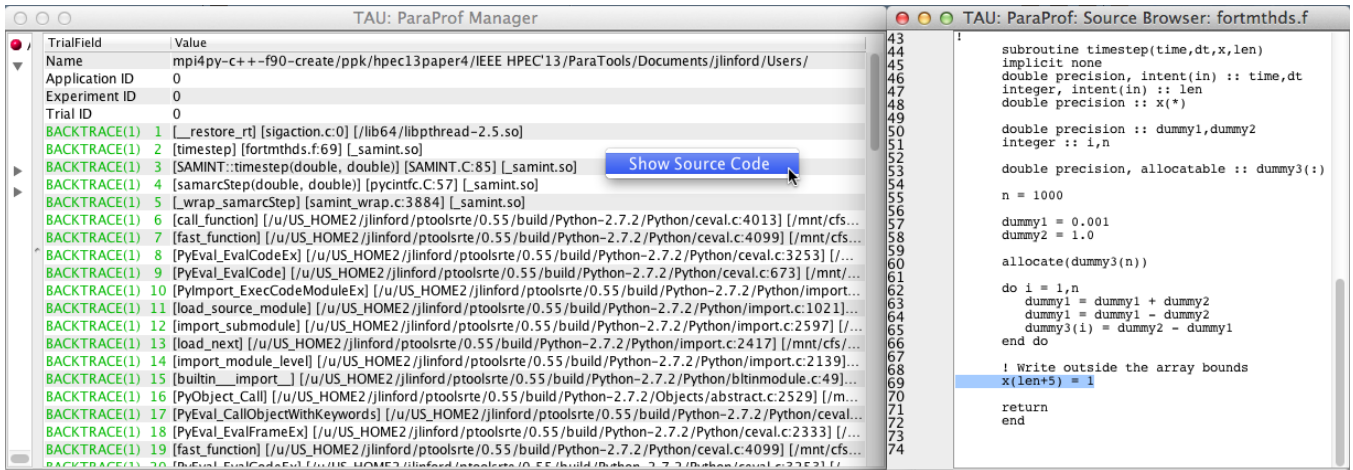 TAU: ParaProf Manager
TrialField Value
Name mpi4py-c++-f90-create/ppk/hpec13paper4/IEEE HPEC'13/ParaTools/Documents/jlinford/Users/
Application ID 0
Experiment ID 0
Trial ID 0
BACKTRACE(1) 1 [__restore_rt] [sigaction.c:0] [/lib64/libpthread-2.5.so]
BACKTRACE(1) 2 [timestep] [fortmthds.f:69] [_samint.so]
BACKTRACE(1) 3 [SAMINT::timestep(double, double)] [SAMINT.C:85] [_samint.so]
BACKTRACE(1) 4 [samarcStep(double, double)] [pycintfc.C:57] [_samint.so]
BACKTRACE(1) 5 [_wrap_samarcStep] [samint_wrap.c:3884] [_samint.so]
BACKTRACE(1) 6 [call_function] [/u/US_HOME2/jlinford/ptoolsrte/0.55/build/Python-2.7.2/Python/ceval.c:4013] [/mnt/cfs...
BACKTRACE(1) 7 [fast_function] [/u/US_HOME2/jlinford/ptoolsrte/0.55/build/Python-2.7.2/Python/ceval.c:4099] [/mnt/cfs...
BACKTRACE(1) 8 [PyEval_EvalCodeEx] [/u/US_HOME2/jlinford/ptoolsrte/0.55/build/Python-2.7.2/Python/ceval.c:3253] [/...
BACKTRACE(1) 9 [PyEval_EvalCode] [/u/US_HOME2/jlinford/ptoolsrte/0.55/build/Python-2.7.2/Python/ceval.c:673] [/mnt/...
BACKTRACE(1) 10 [PyImport_ExecCodeModuleEx] [/u/US_HOME2/jlinford/ptoolsrte/0.55/build/Python-2.7.2/Python/import...
BACKTRACE(1) 11 [load_source_module] [/u/US_HOME2/jlinford/ptoolsrte/0.55/build/Python-2.7.2/Python/import.c:1021]...
BACKTRACE(1) 12 [import_submodule] [/u/US_HOME2/jlinford/ptoolsrte/0.55/build/Python-2.7.2/Python/import.c:2597] [/...
BACKTRACE(1) 13 [load_next] [/u/US_HOME2/jlinford/ptoolsrte/0.55/build/Python-2.7.2/Python/import.c:2417] [/mnt/cfs/...
BACKTRACE(1) 14 [import_module_level] [/u/US_HOME2/jlinford/ptoolsrte/0.55/build/Python-2.7.2/Python/import.c:2139]...
BACKTRACE(1) 15 [builtin___import__] [/u/US_HOME2/jlinford/ptoolsrte/0.55/build/Python-2.7.2/Python/bltinmodule.c:49]...
BACKTRACE(1) 16 [PyObject_Call] [/u/US_HOME2/jlinford/ptoolsrte/0.55/build/Python-2.7.2/Objects/abstract.c:2529] [/m...
BACKTRACE(1) 17 [PyEval_CallObjectWithKeywords] [/u/US_HOME2/jlinford/ptoolsrte/0.55/build/Python-2.7.2/Python/ceval...
BACKTRACE(1) 18 [PyEval_EvalFrameEx] [/u/US_HOME2/jlinford/ptoolsrte/0.55/build/Python-2.7.2/Python/ceval.c:2333] [/...
BACKTRACE(1) 19 [fast_function] [/u/US_HOME2/jlinford/ptoolsrte/0.55/build/Python-2.7.2/Python/ceval.c:4099] [/mnt/cfs...
Show Source Code
TAU: ParaProf: Source Browser: fortmthds.f
43 !
44 subroutine timestep(time,dt,x,len)
45 implicit none
46 double precision, intent(in) :: time,dt
47 integer, intent(in) :: len
48 double precision :: x(*)
49
50 double precision :: dummy1,dummy2
51 integer :: i,n
52
53 double precision, allocatable :: dummy3(:)
54
55 n = 1000
56
57 dummy1 = 0.001
58 dummy2 = 1.0
59
60 allocate(dummy3(n))
61
62 do i = 1,n
63 dummy1 = dummy1 + dummy2
64 dummy1 = dummy1 - dummy2
65 dummy3(i) = dummy2 - dummy1
66 end do
67
68 ! Write outside the array bounds
69 x(len+5) = 1
70
71 return
72 end
73
74